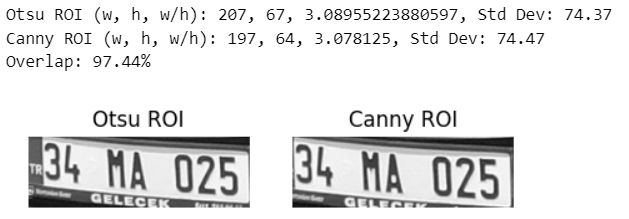 Otsu ROI (w, h, w/h): 207, 67, 3.08955223880597, Std Dev: 74.37
Canny ROI (w, h, w/h): 197, 64, 3.078125, Std Dev: 74.47
Overlap: 97.44%
Otsu ROI
Canny ROI
TR 34 MA 025
GELECEK
34 MA 025
GELECEK